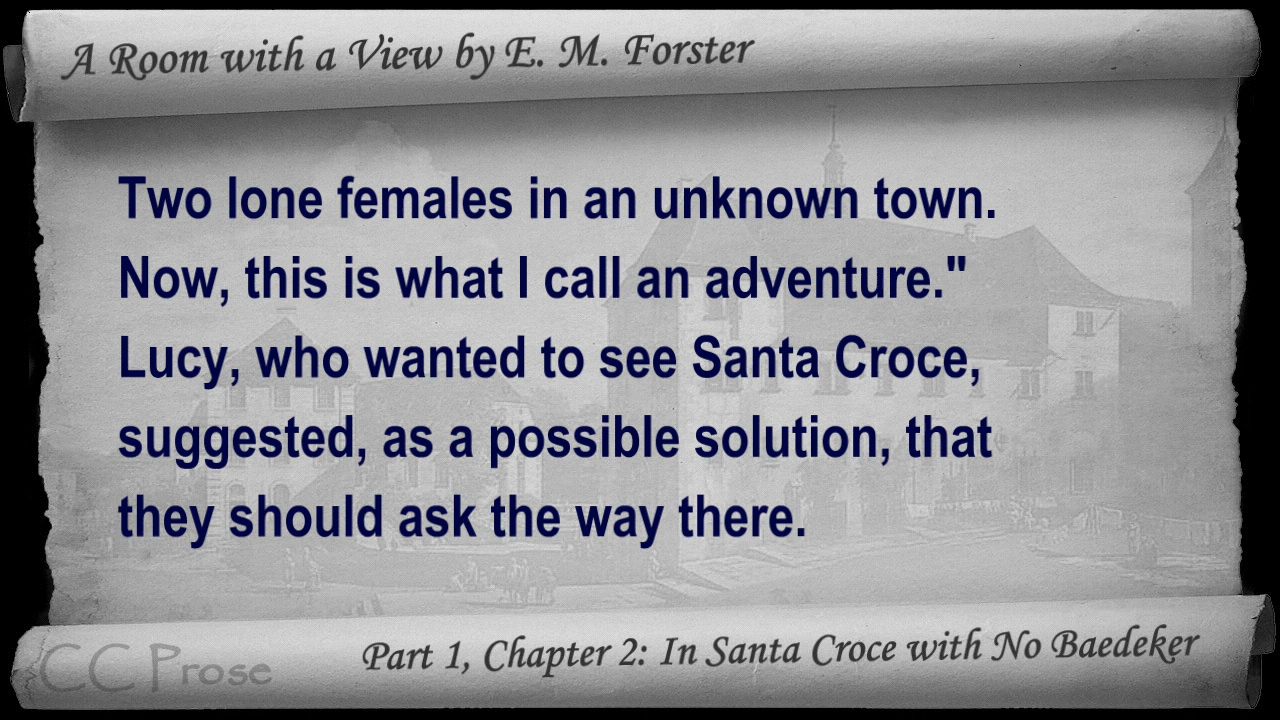 A Room with a View by E. M. Forster
Two lone females in an unknown town.
Now, this is what I call an adventure."
Lucy, who wanted to see Santa Croce,
suggested, as a possible solution, that
they should ask the way there.
Part 1, Chapter 2: In Santa Croce with No Baedeker
CC Prose